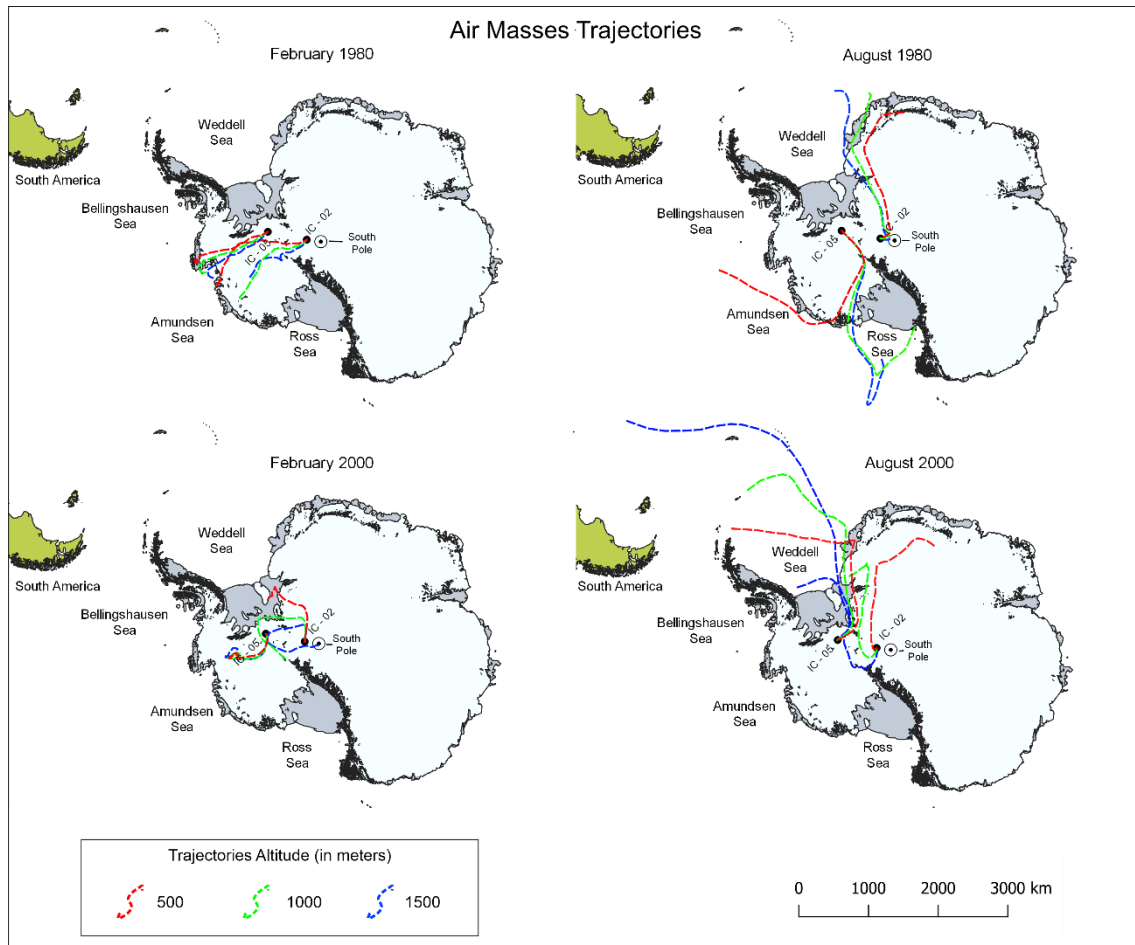 Air Masses Trajectories
February 1980
Weddell
Sea
South America
Bellingshausen
Sea
IC - 05
IC - 02
South
Pole
Amundsen
Sea
Ross
Sea
August 1980
Weddell
Sea
South America
Bellingshausen
Sea
IC - 05
IC - 02
South
Pole
Amundsen
Sea
Ross
Sea
February 2000
Weddell
Sea
South America
Bellingshausen
Sea
IC - 05
IC - 02
South
Pole
Amundsen
Sea
Ross
Sea
August 2000
Weddell
Sea
South America
Bellingshausen
Sea
IC - 05
IC - 02
South
Pole
Amundsen
Sea
Ross
Sea
Trajectories Altitude (in meters)
500 1000 1500
0 1000 2000 3000 km